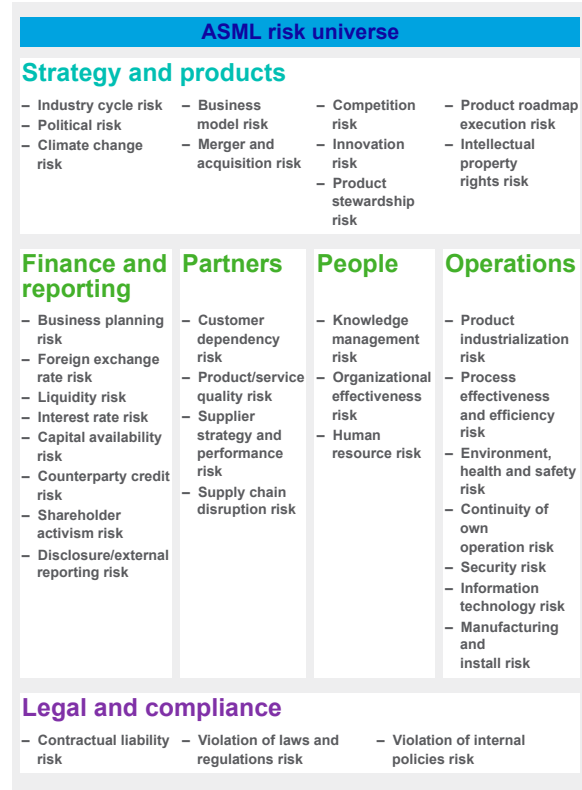 ASML risk universe
Strategy and products
– Industry cycle risk
– Political risk
– Climate change
risk
– Business
model risk
– Merger and
acquisition risk
– Competition
risk
– Innovation
risk
– Product
stewardship
risk
– Product roadmap
execution risk
– Intellectual
property
rights risk
Finance and
reporting
– Business planning
risk
– Foreign exchange
rate risk
– Liquidity risk
– Interest rate risk
– Capital availability
risk
– Counterparty credit
risk
– Shareholder
activism risk
– Disclosure/external
reporting risk
Partners
– Customer
dependency
risk
– Product/service
quality risk
– Supplier
strategy and
performance
risk
– Supply chain
disruption risk
People
– Knowledge
management
risk
– Organizational
effectiveness
risk
– Human
resource risk
Operations
– Product
industrialization
risk
– Process
effectiveness
and efficiency
risk
– Environment,
health and safety
risk
– Continuity of
own
operation risk
– Security risk
– Information
technology risk
– Manufacturing
and
install risk
Legal and compliance
– Contractual liability
risk
– Violation of laws and
regulations risk
– Violation of internal
policies risk